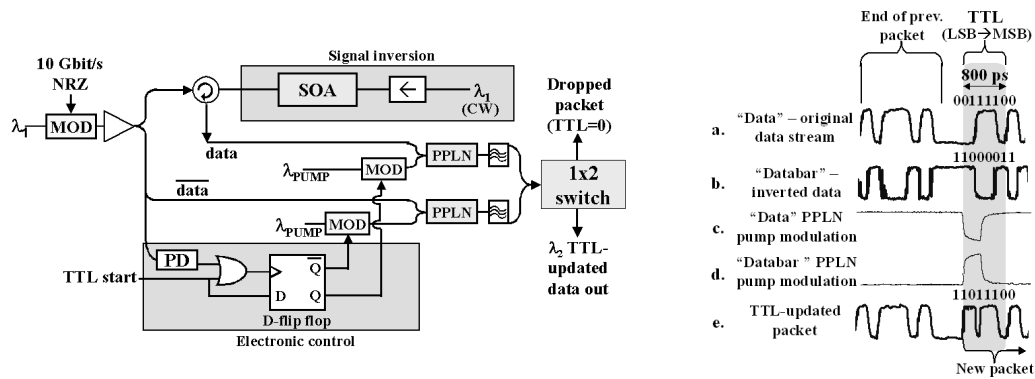 Signal inversion
10 Gbit/s
NRZ
SOA
λ1
(CW)
λ1
MOD
data
Dropped
packet
(TTL=0)
PPLN
λPUMP
MOD
1x2
switch
data
PPLN
λPUMP
MOD
λ2 TTL-
updated
data out
PD
TTL start
Q
D
Q
D-flip flop
Electronic control
End of prev.
packet
TTL
(LSB→MSB)
800 ps
00111100
a. “Data” – original
data stream
11000011
b. “Databar” –
inverted data
c. “Data” PPLN
pump modulation
d. “Databar ” PPLN
pump modulation
11011100
e. TTL-updated
packet
New packet